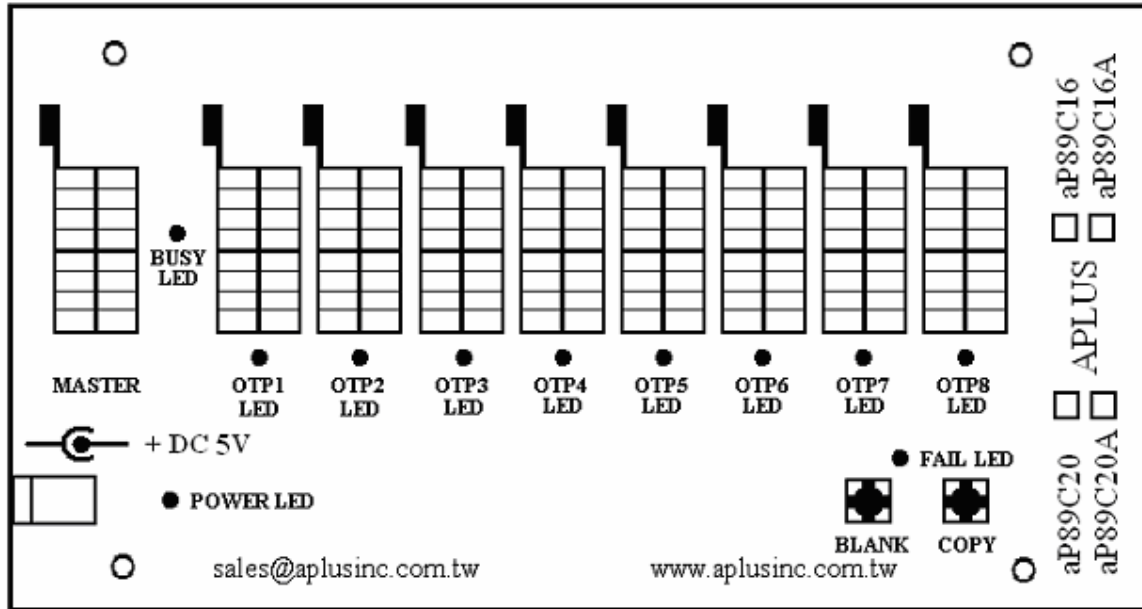 BUSY
LED
MASTER
OTP1
LED
OTP2
LED
OTP3
LED
OTP4
LED
OTP5
LED
OTP6
LED
OTP7
LED
OTP8
LED
+ DC 5V
POWER LED
FAIL LED
BLANK
COPY
sales@aplusinc.com.tw
www.aplusinc.com.tw
aP89C16
aP89C16A
APLUS
aP89C20
aP89C20A